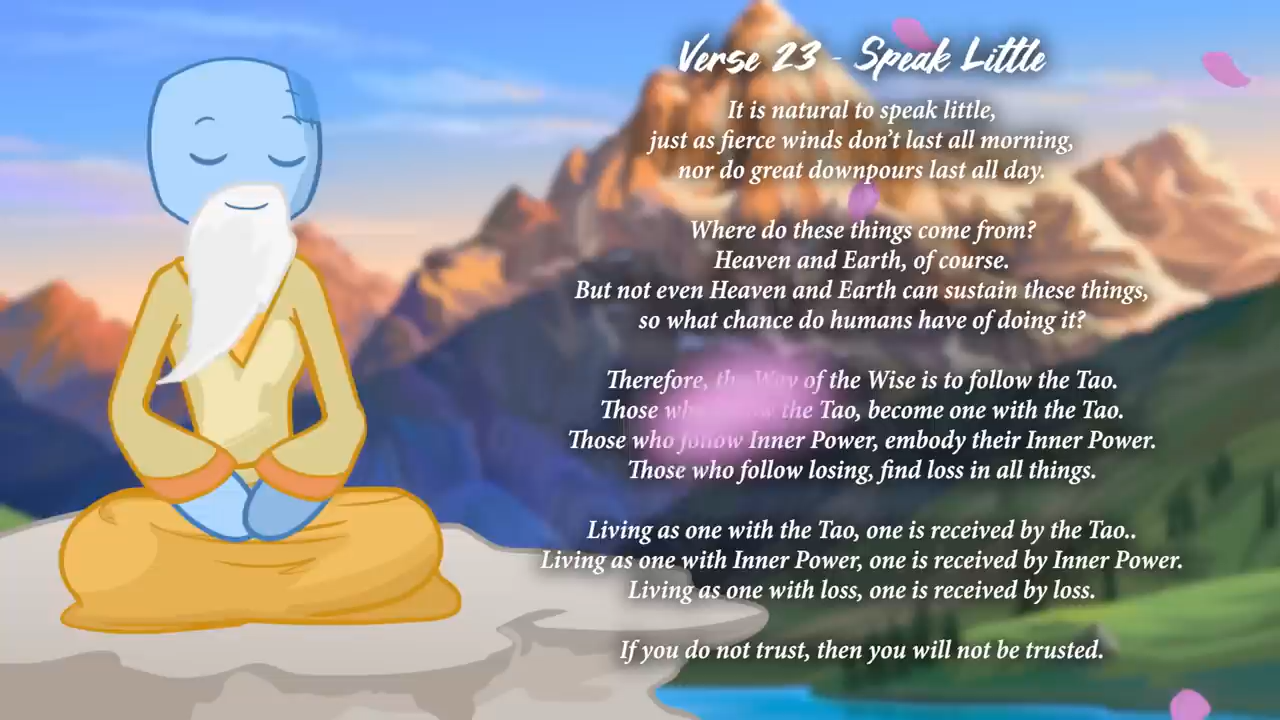 Verse 23 - Speak Little
It is natural to speak little,
just as fierce winds don't last all morning,
nor do great downpours last all day.
Where do these things come from?
Heaven and Earth, of course.
But not even Heaven and Earth can sustain these things,
so what chance do humans have of doing it?
Therefore, the Way of the Wise is to follow the Tao.
Those who follow the Tao, become one with the Tao.
Those who follow Inner Power, embody their Inner Power.
Those who follow losing, find loss in all things.
Living as one with the Tao, one is received by the Tao..
Living as one with Inner Power, one is received by Inner Power.
Living as one with loss, one is received by loss.
If you do not trust, then you will not be trusted.